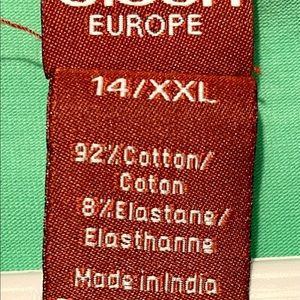 EUROPE
14/XXL
92%Cotton/
Coton
8%Elastane/
Elasthanne
Made in India